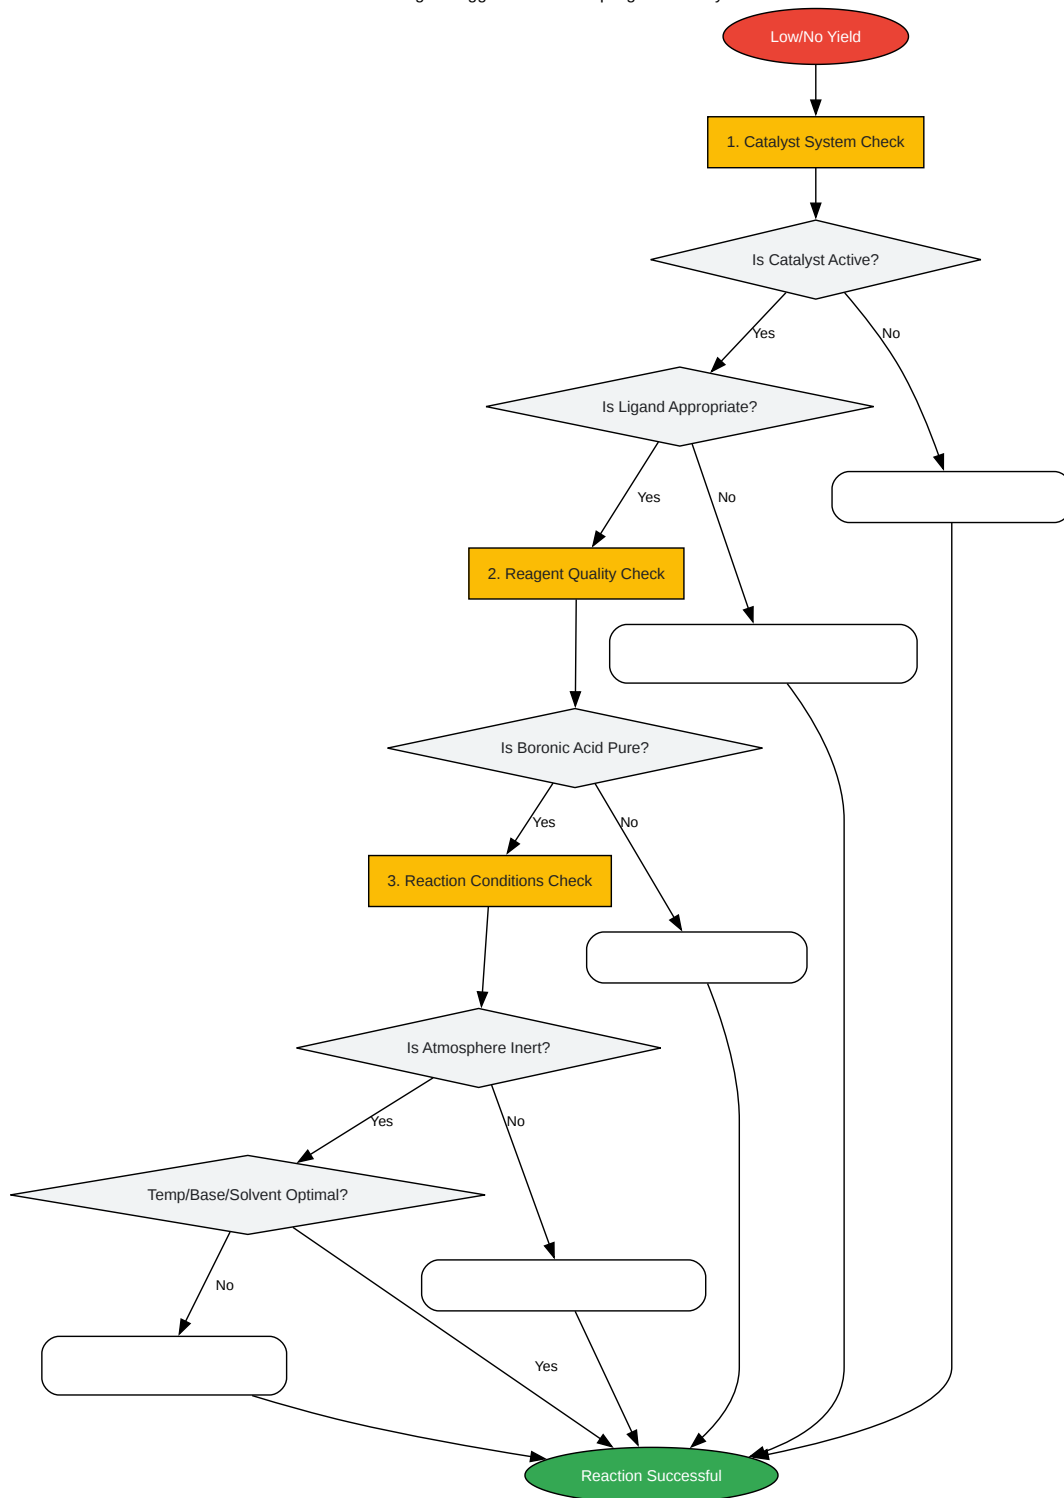 Low/No Yield
1. Catalyst System Check
Is Catalyst Active?
Yes
No
Is Ligand Appropriate?
Yes
No
2. Reagent Quality Check
Is Boronic Acid Pure?
Yes
No
3. Reaction Conditions Check
Is Atmosphere Inert?
Yes
No
Temp/Base/Solvent Optimal?
No
Yes
Reaction Successful